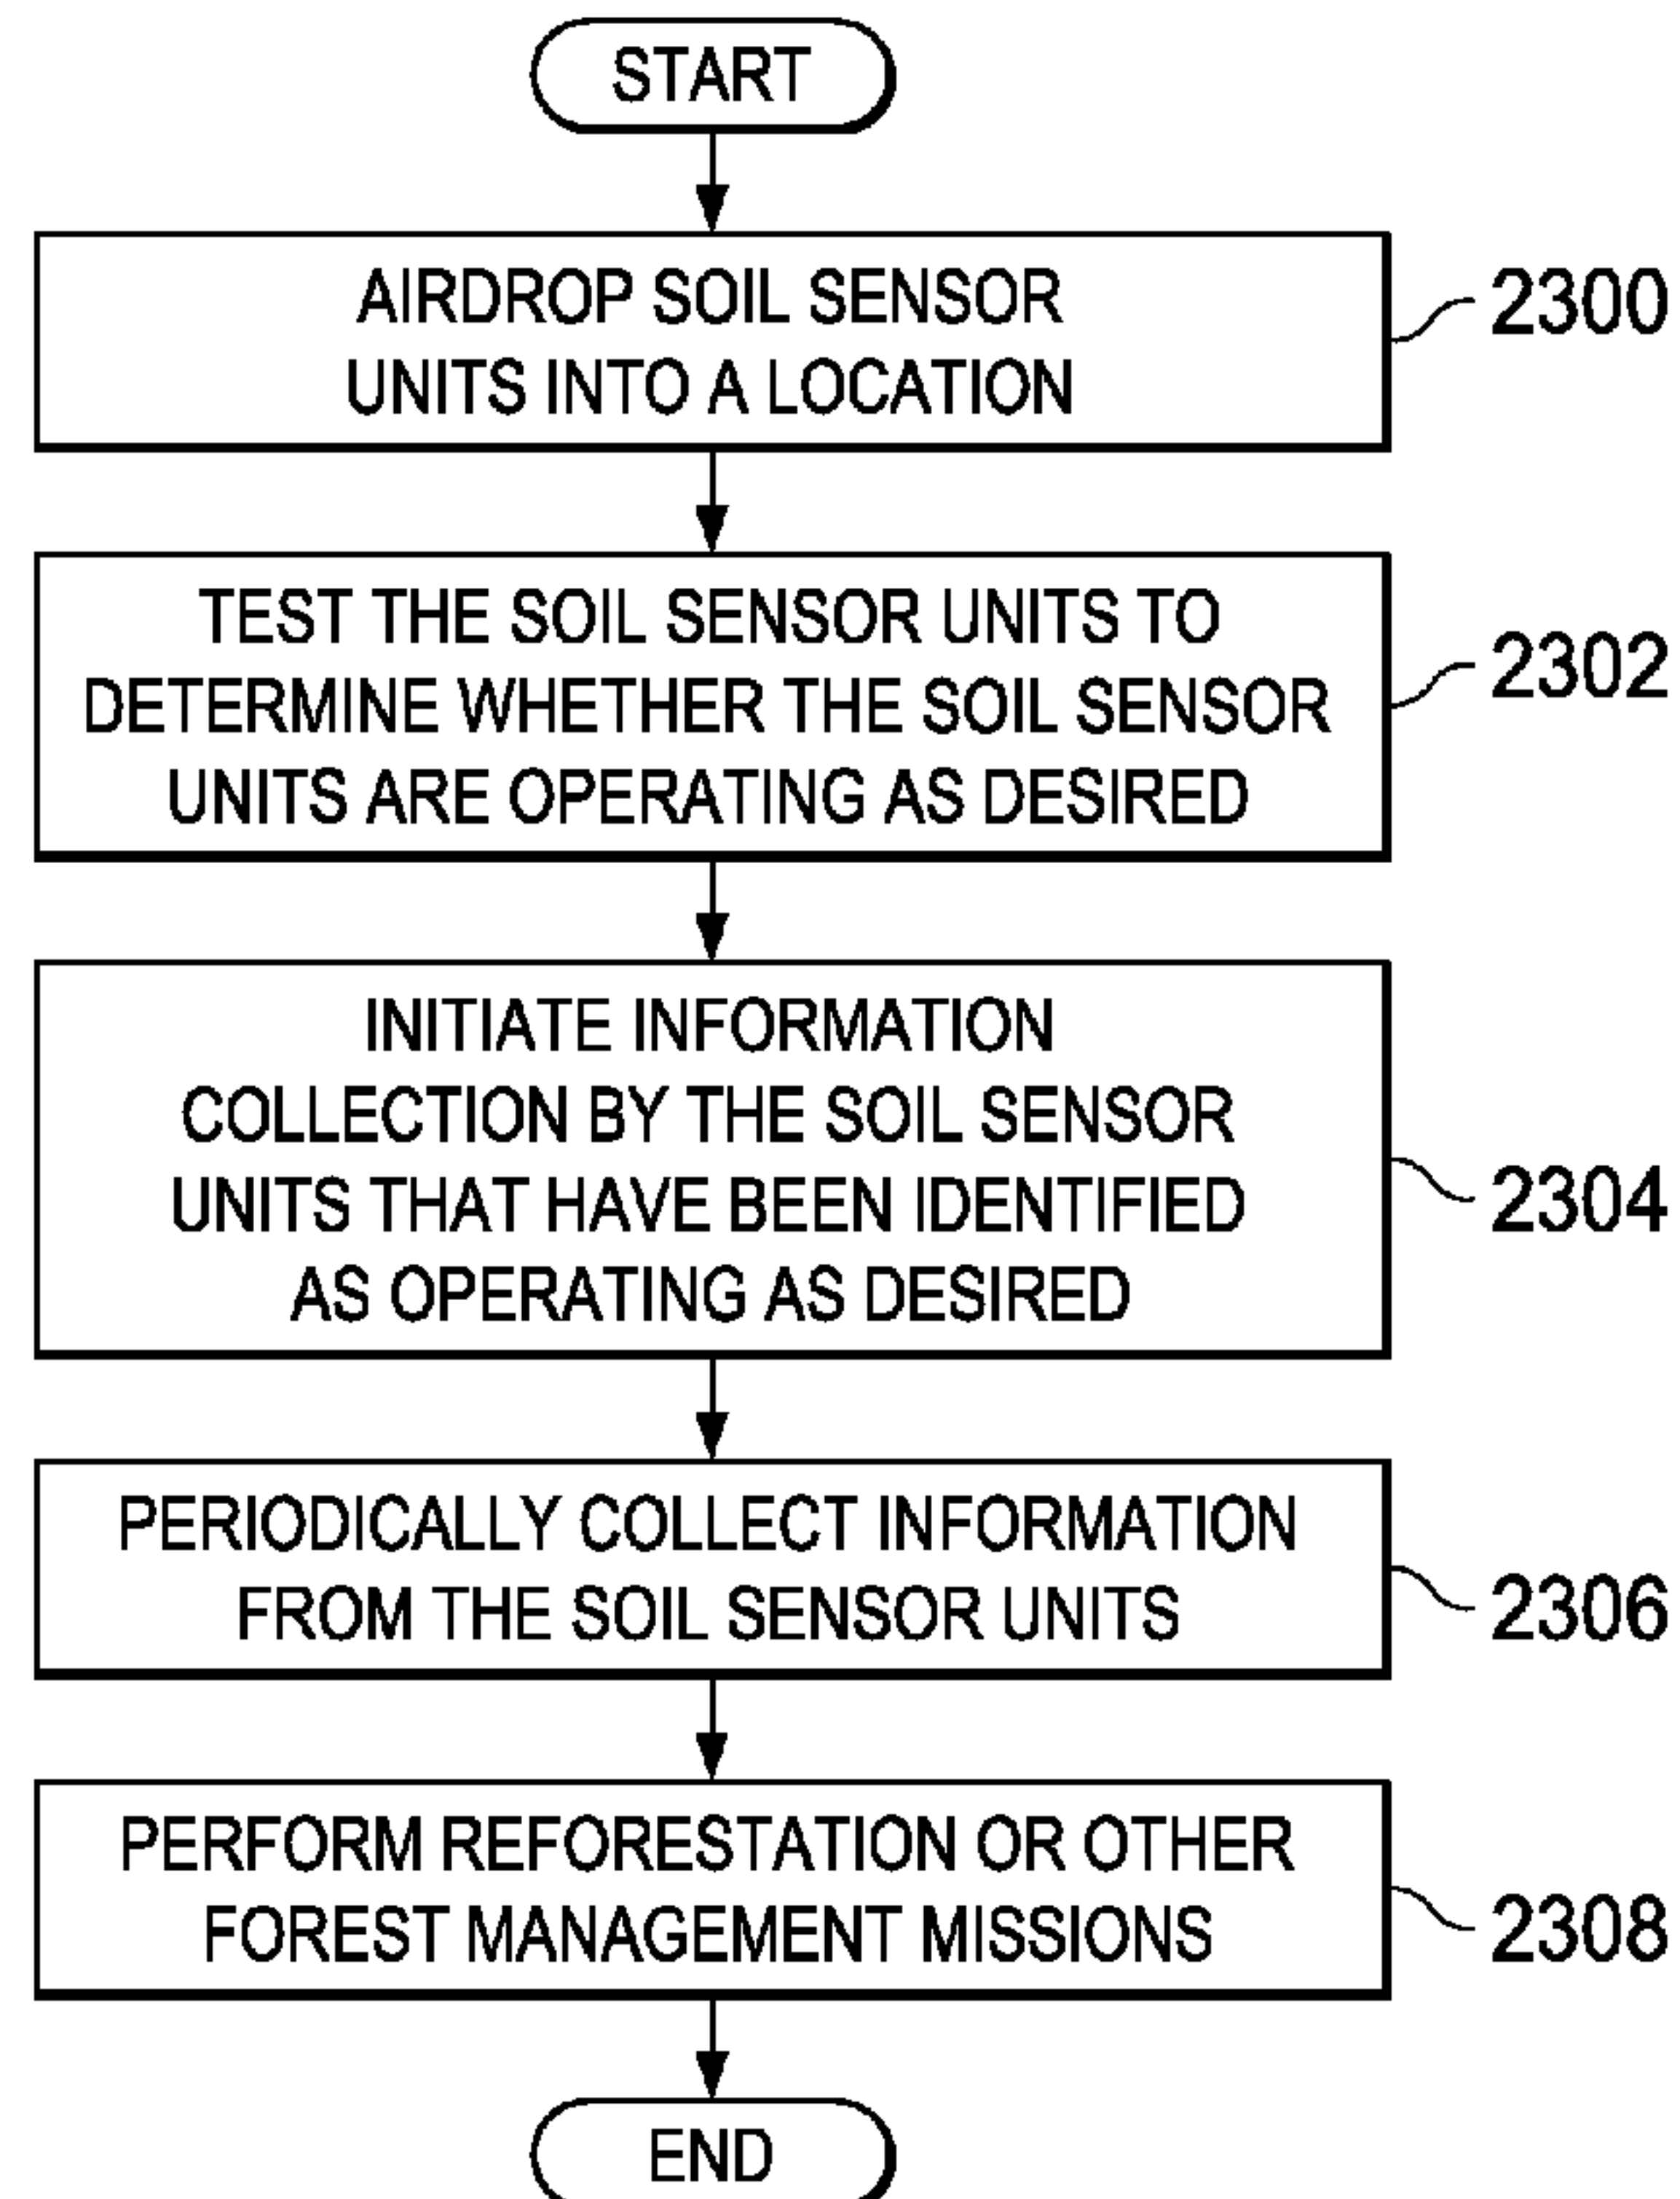 START
AIRDROP SOIL SENSOR
UNITS INTO A LOCATION
2300
TEST THE SOIL SENSOR UNITS TO
DETERMINE WHETHER THE SOIL SENSOR
UNITS ARE OPERATING AS DESIRED
2302
INITIATE INFORMATION
COLLECTION BY THE SOIL SENSOR
UNITS THAT HAVE BEEN IDENTIFIED
AS OPERATING AS DESIRED
2304
PERIODICALLY COLLECT INFORMATION
FROM THE SOIL SENSOR UNITS
2306
PERFORM REFORESTATION OR OTHER
FOREST MANAGEMENT MISSIONS
2308
END